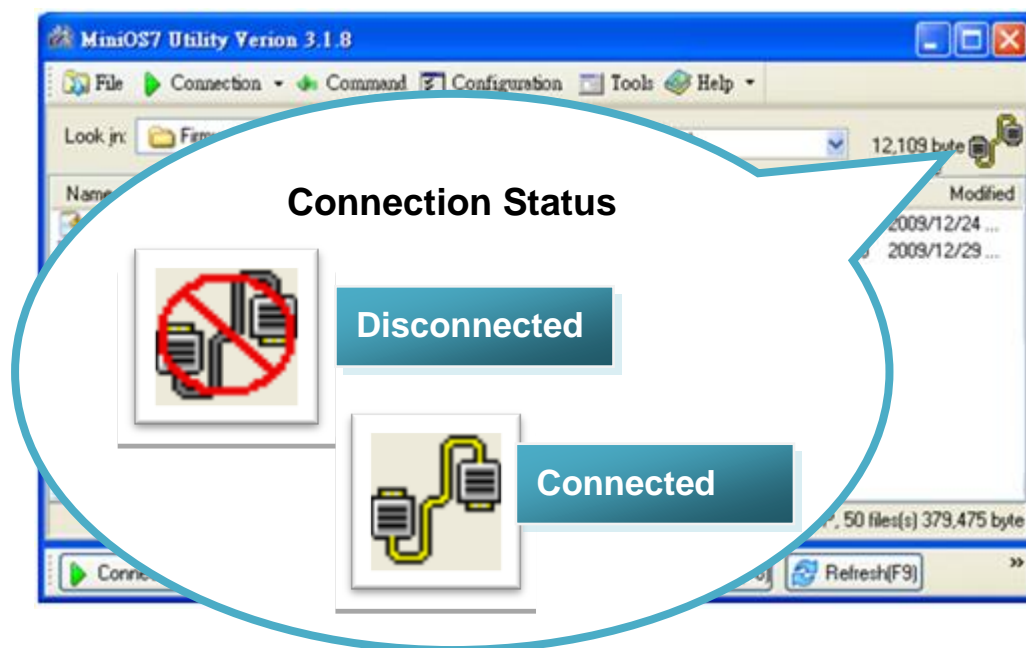 MiniOS7 Utility Verion 3.1.8
File Connection Command Configuration Tools Help
Look in: 12,109 byte
Name Modified
2009/12/24 ...
2009/12/29 ...
Connection Status
Disconnected
Connected
50 files(s) 379,475 byte
Refresh(F9) »